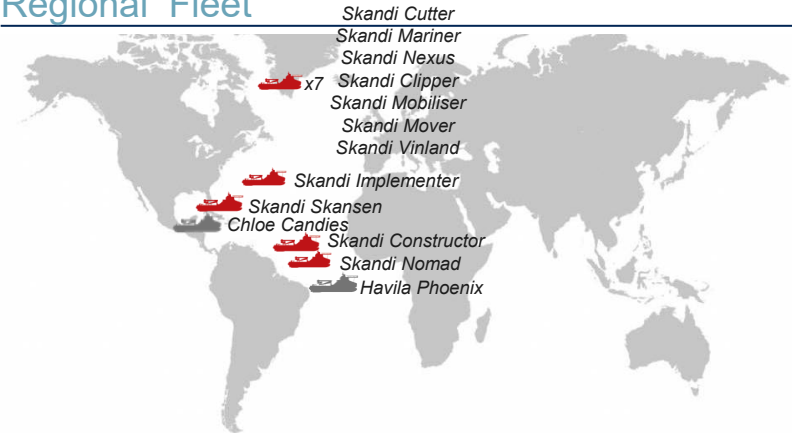 Regional Fleet
Skandi Cutter
Skandi Mariner
Skandi Nexus
x7 Skandi Clipper
Skandi Mobiliser
Skandi Mover
Skandi Vinland
Skandi Implementer
Skandi Skansen
Chloe Candies
Skandi Constructor
Skandi Nomad
Havila Phoenix